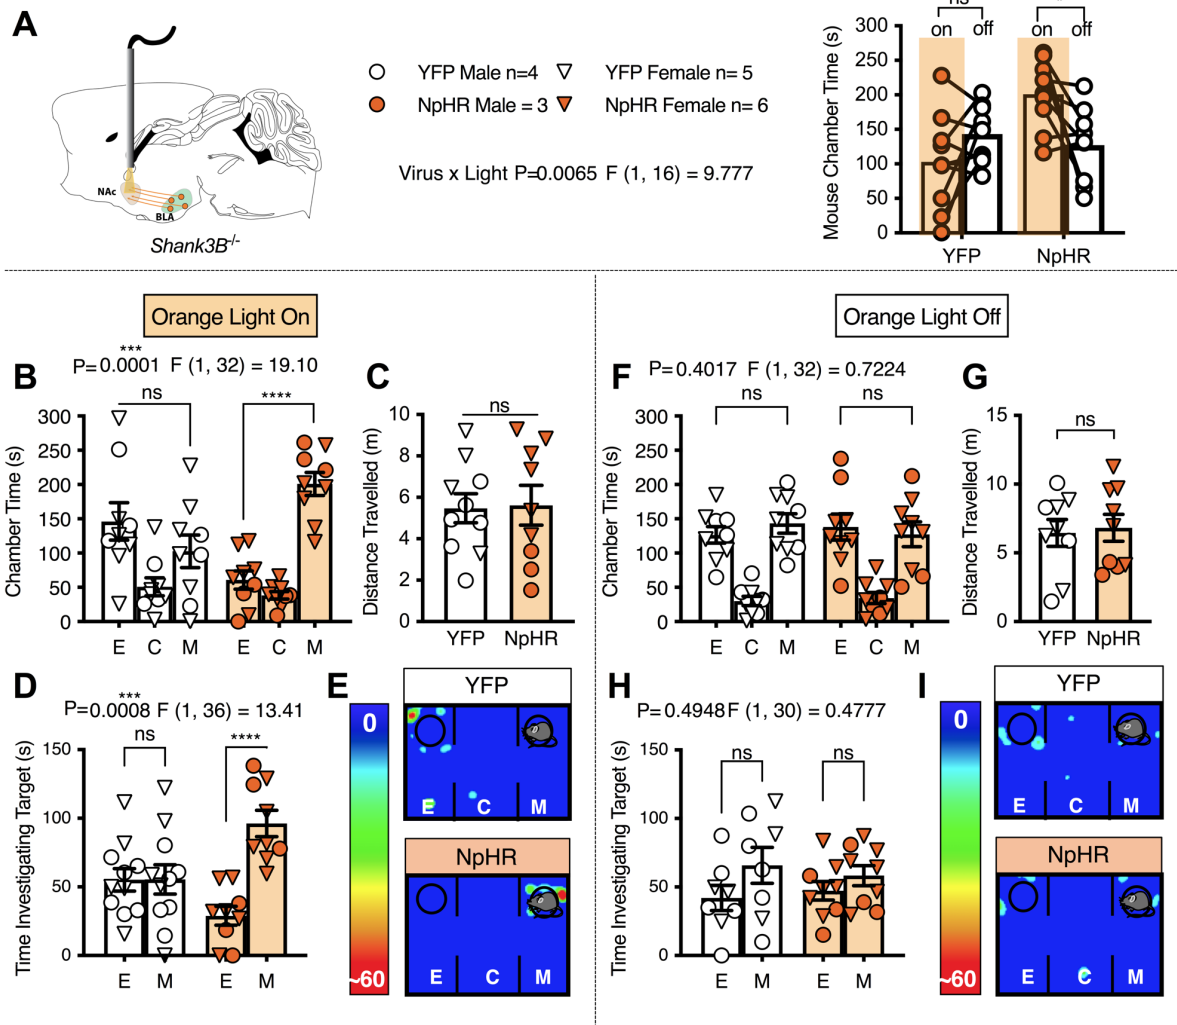 A
YFP Male n=4 YFP Female n= 5
NpHR Male = 3 NpHR Female n= 6
Virus x Light P=0.0065 F (1, 16) = 9.777
NAc
BLA
Shank3B-/-
Mouse Chamber Time (s)
300
250
200
150
100
50
0
ns
on off on off
YFP NpHR
Orange Light On
B
***
P=0.0001 F (1, 32) = 19.10
ns ****
Chamber Time (s)
300
250
200
150
100
50
0
E C M E C M
C
ns
Distance Travelled (m)
10
8
6
4
2
0
YFP NpHR
D
***
P=0.0008 F (1, 36) = 13.41
ns ****
Time Investigating Target (s)
150
100
50
0
E M E M
E
0
~60
YFP
E C M
NpHR
E C M
Orange Light Off
F
P=0.4017 F (1, 32) = 0.7224
ns ns
Chamber Time (s)
300
250
200
150
100
50
0
E C M E C M
G
ns
Distance Travelled (m)
15
10
5
0
YFP NpHR
H
P=0.4948 F (1, 30) = 0.4777
ns ns
Time Investigating Target (s)
150
100
50
0
E M E M
I
0
~60
YFP
E C M
NpHR
E C M